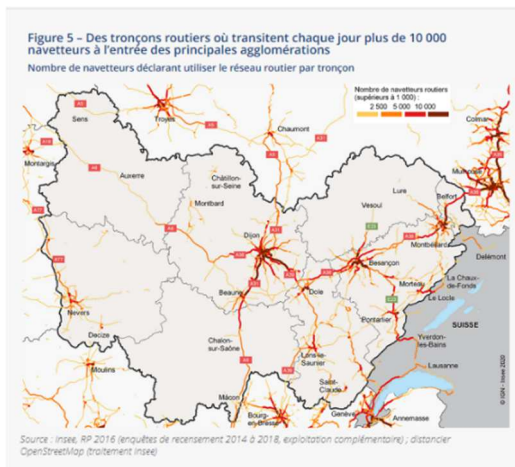 Figure 5 – Des tronçons routiers où transitent chaque jour plus de 10 000
navetteurs à l'entrée des principales agglomérations
Nombre de navetteurs déclarant utiliser le réseau routier par tronçon
Nombre de navetteurs routiers
(supérieurs à 1 000) :
2 500 5 000 10 000
Sens
Troyes
Chaumont
Colmar
Montargis
Auxerre
Châtillon-
sur-Seine
Montbard
Lure
Vesoul
Belfort
Dijon
Montbéliard
Delémont
Besançon
Beaune
Dole
Morteau
La Chaux-
de-Fonds
Le Locle
Nevers
Pontarlier
SUISSE
Decize
Chalon-
sur-Saône
Yverdon-
les-Bains
Moulins
Lons-le-
Saunier
Lausanne
Saint-
Claude
Mâcon
Bourg-
en-Bresse
Genève
Annemasse
© IGN - Insee 2020
Source : Insee, RP 2016 (enquêtes de recensement 2014 à 2018, exploitation complémentaire) ; distancier
OpenStreetMap (traitement Insee)